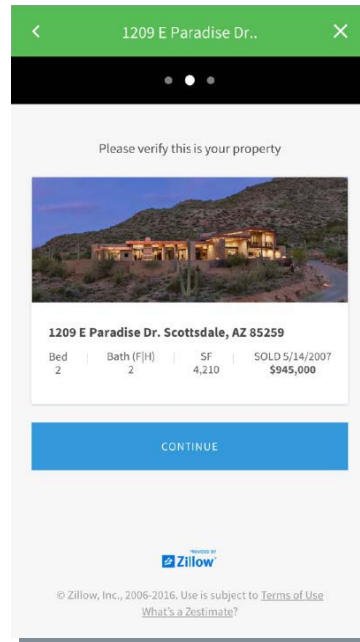 1209 E Paradise Dr..
Please verify this is your property
1209 E Paradise Dr. Scottsdale, AZ 85259
Bed Bath (F|H) SF SOLD 5/14/2007
2 2 4,210 $945,000
CONTINUE
PROVIDED BY
Zillow
© Zillow, Inc., 2006-2016. Use is subject to Terms of Use
What's a Zestimate?